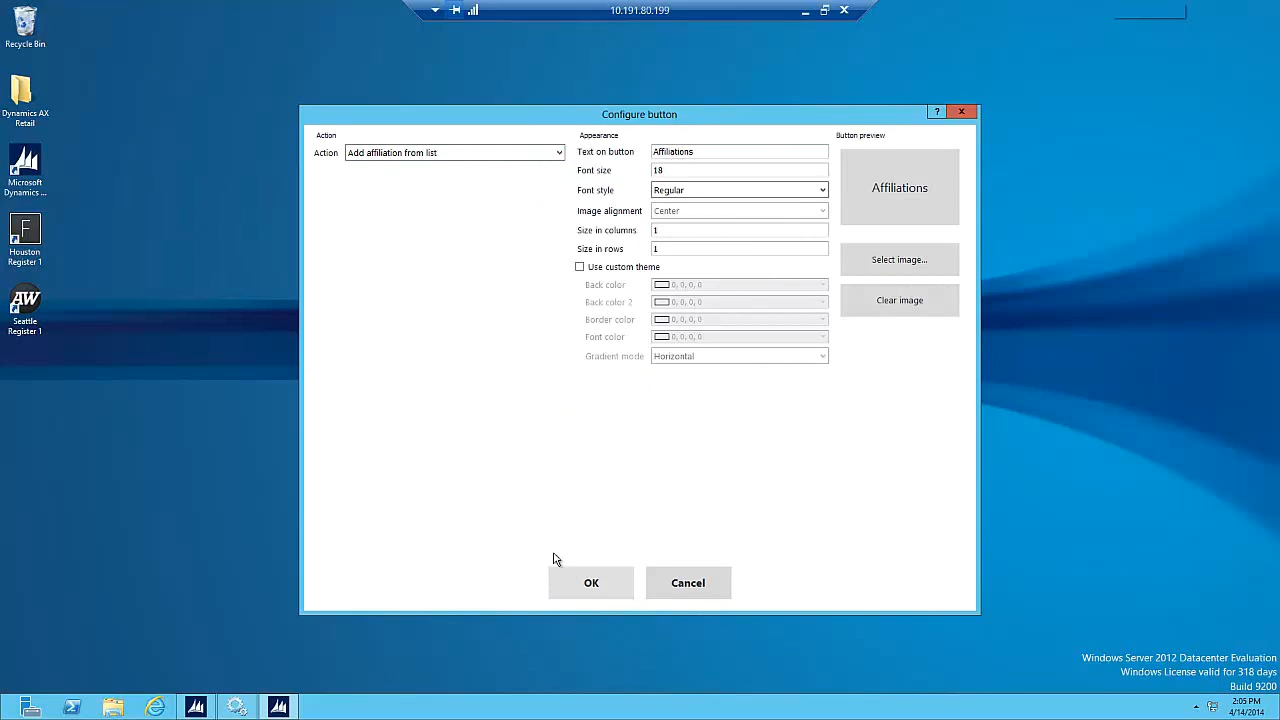 10.191.80.199
Recycle Bin
Dynamics AX
Retail
Microsoft
Dynamics ...
F
Houston
Register 1
AW
Seattle
Register 1
Configure button
?
x
Action
Action
Add affiliation from list
Appearance
Text on button
Affiliations
Font size
18
Font style
Regular
Image alignment
Center
Size in columns
1
Size in rows
1
Use custom theme
Back color
0, 0, 0, 0
Back color 2
0, 0, 0, 0
Border color
0, 0, 0, 0
Font color
0, 0, 0, 0
Gradient mode
Horizontal
Button preview
Affiliations
Select image...
Clear image
OK
Cancel
Windows Server 2012 Datacenter Evaluation
Windows License valid for 318 days
Build 9200
2:05 PM
4/14/2014